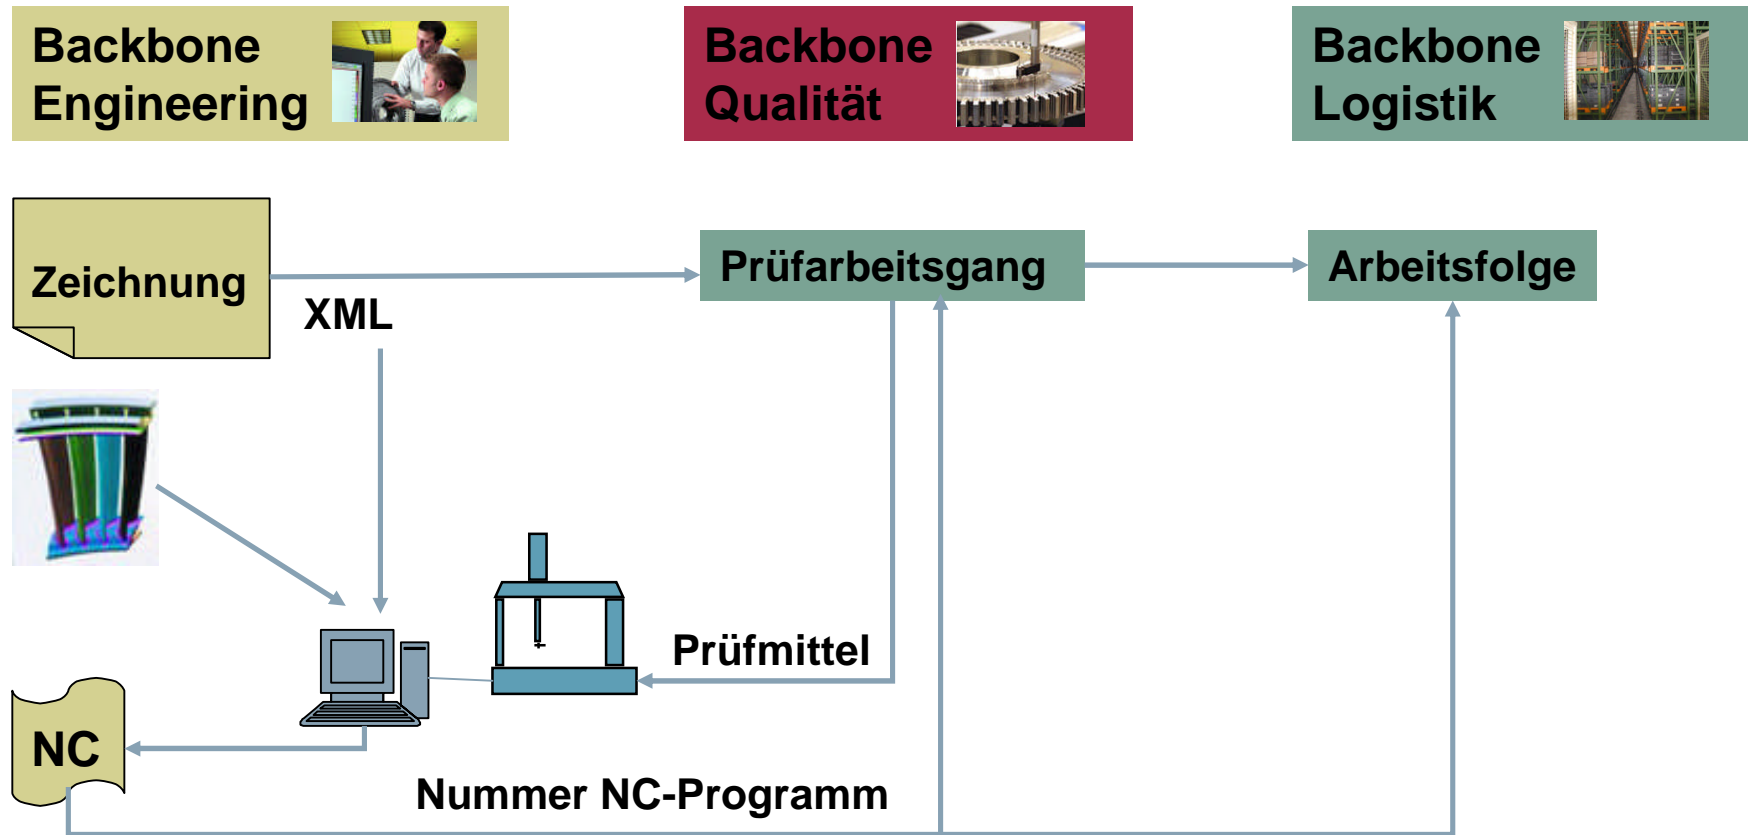 Backbone
Engineering
Backbone
Qualität
Backbone
Logistik
Zeichnung
XML
Prüfarbeitsgang
Arbeitsfolge
Prüfmittel
NC
Nummer NC-Programm